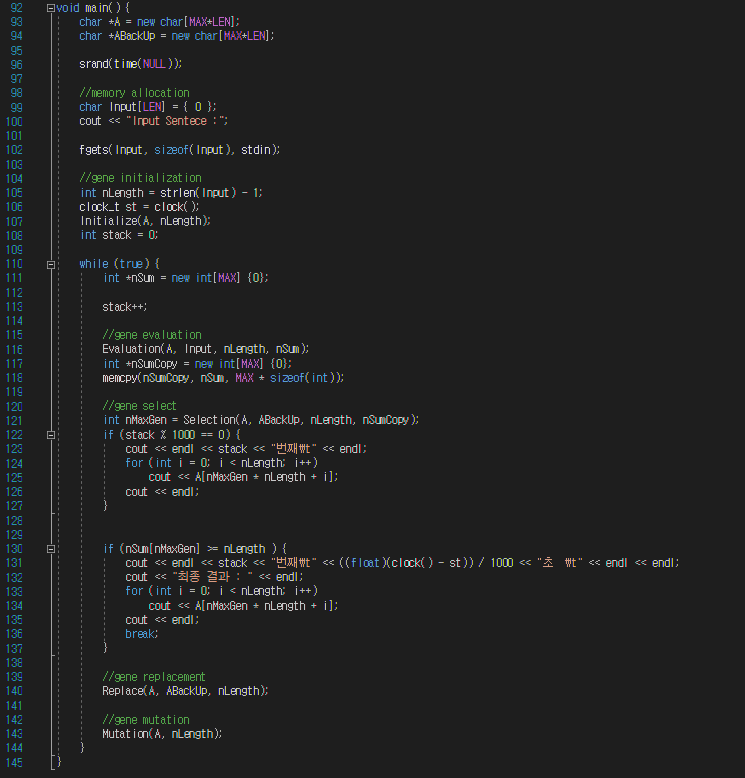 92 void main() {
93 char *A = new char[MAX*LEN];
94 char *ABackUp = new char[MAX*LEN];
95
96 srand(time(NULL));
97
98 //memory allocation
99 char Input[LEN] = { 0 };
100 cout << "Input Sentece :";
101
102 fgets(Input, sizeof(Input), stdin);
103
104 //gene initialization
105 int nLength = strlen(Input) - 1;
106 clock_t st = clock();
107 Initialize(A, nLength);
108 int stack = 0;
109
110 while (true) {
111 int *nSum = new int[MAX] {0};
112
113 stack++;
114
115 //gene evaluation
116 Evaluation(A, Input, nLength, nSum);
117 int *nSumCopy = new int[MAX] {0};
118 memcpy(nSumCopy, nSum, MAX * sizeof(int));
119
120 //gene select
121 int nMaxGen = Selection(A, ABackUp, nLength, nSumCopy);
122 if (stack % 1000 == 0) {
123 cout << endl << stack << "번째₩t" << endl;
124 for (int i = 0; i < nLength; i++)
125 cout << A[nMaxGen * nLength + i];
126 cout << endl;
127 }
128
129
130 if (nSum[nMaxGen] >= nLength ) {
131 cout << endl << stack << "번째₩t" << ((float)(clock() - st)) / 1000 << "초 ₩t" << endl << endl;
132 cout << "최종 결과 : " << endl;
133 for (int i = 0; i < nLength; i++)
134 cout << A[nMaxGen * nLength + i];
135 cout << endl;
136 break;
137 }
138
139 //gene replacement
140 Replace(A, ABackUp, nLength);
141
142 //gene mutation
143 Mutation(A, nLength);
144 }
145 }